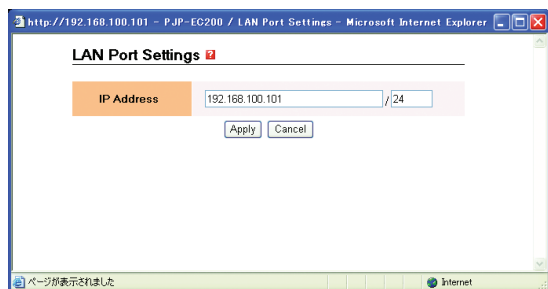 http://192.168.100.101 - PJP-EC200 / LAN Port Settings - Microsoft Internet Explorer
LAN Port Settings ?
IP Address 192.168.100.101 / 24
Apply Cancel
ページが表示されました Internet